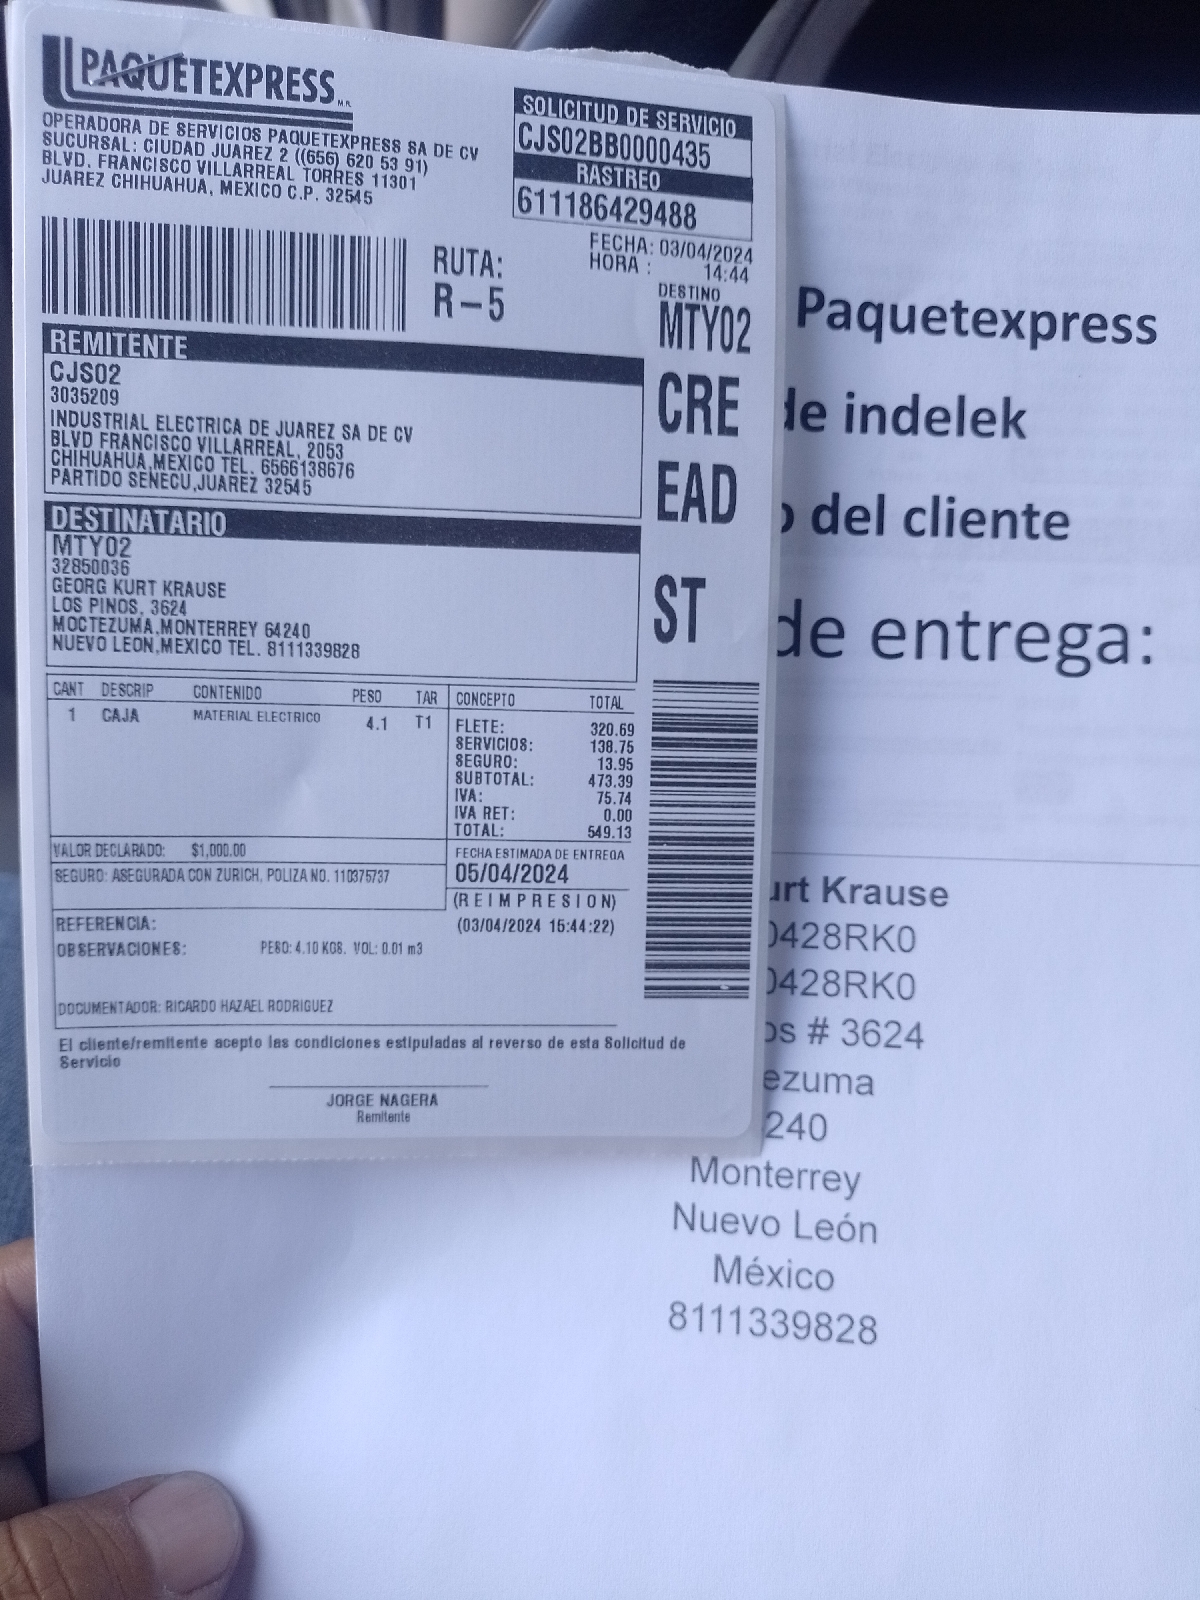 PAQUETEXPRESS M.R.
OPERADORA DE SERVICIOS PAQUETEXPRESS SA DE CV
SUCURSAL: CIUDAD JUAREZ 2 ((656) 620 53 91)
BLVD. FRANCISCO VILLARREAL TORRES 11301
JUAREZ CHIHUAHUA, MEXICO C.P. 32545
SOLICITUD DE SERVICIO
CJS02BB0000435
RASTREO
611186429488
FECHA: 03/04/2024
HORA : 14:44
RUTA:
R-5
DESTINO
MTY02
CRE
EAD
ST
REMITENTE
CJS02
3035209
INDUSTRIAL ELECTRICA DE JUAREZ SA DE CV
BLVD FRANCISCO VILLARREAL, 2053
CHIHUAHUA,MEXICO TEL. 6566138676
PARTIDO SENECU,JUAREZ 32545
DESTINATARIO
MTY02
32850036
GEORG KURT KRAUSE
LOS PINOS, 3624
MOCTEZUMA,MONTERREY 64240
NUEVO LEON,MEXICO TEL. 8111339828
CANT DESCRIP CONTENIDO PESO TAR
1 CAJA MATERIAL ELECTRICO 4.1 T1
CONCEPTO TOTAL
FLETE: 320.69
SERVICIOS: 138.75
SEGURO: 13.95
SUBTOTAL: 473.39
IVA: 75.74
IVA RET: 0.00
TOTAL: 549.13
VALOR DECLARADO: $1,000.00
SEGURO: ASEGURADA CON ZURICH, POLIZA NO. 110375737
FECHA ESTIMADA DE ENTREGA
05/04/2024
(REIMPRESION)
(03/04/2024 15:44:22)
REFERENCIA:
OBSERVACIONES: PESO: 4.10 KGS. VOL: 0.01 m3
DOCUMENTADOR: RICARDO HAZAEL RODRIGUEZ
El cliente/remitente acepto las condiciones estipuladas al reverso de esta Solicitud de
Servicio
JORGE NAGERA
Remitente
Paquetexpress
de indelek
o del cliente
de entrega:
urt Krause
0428RK0
0428RK0
os # 3624
ezuma
240
Monterrey
Nuevo León
México
8111339828